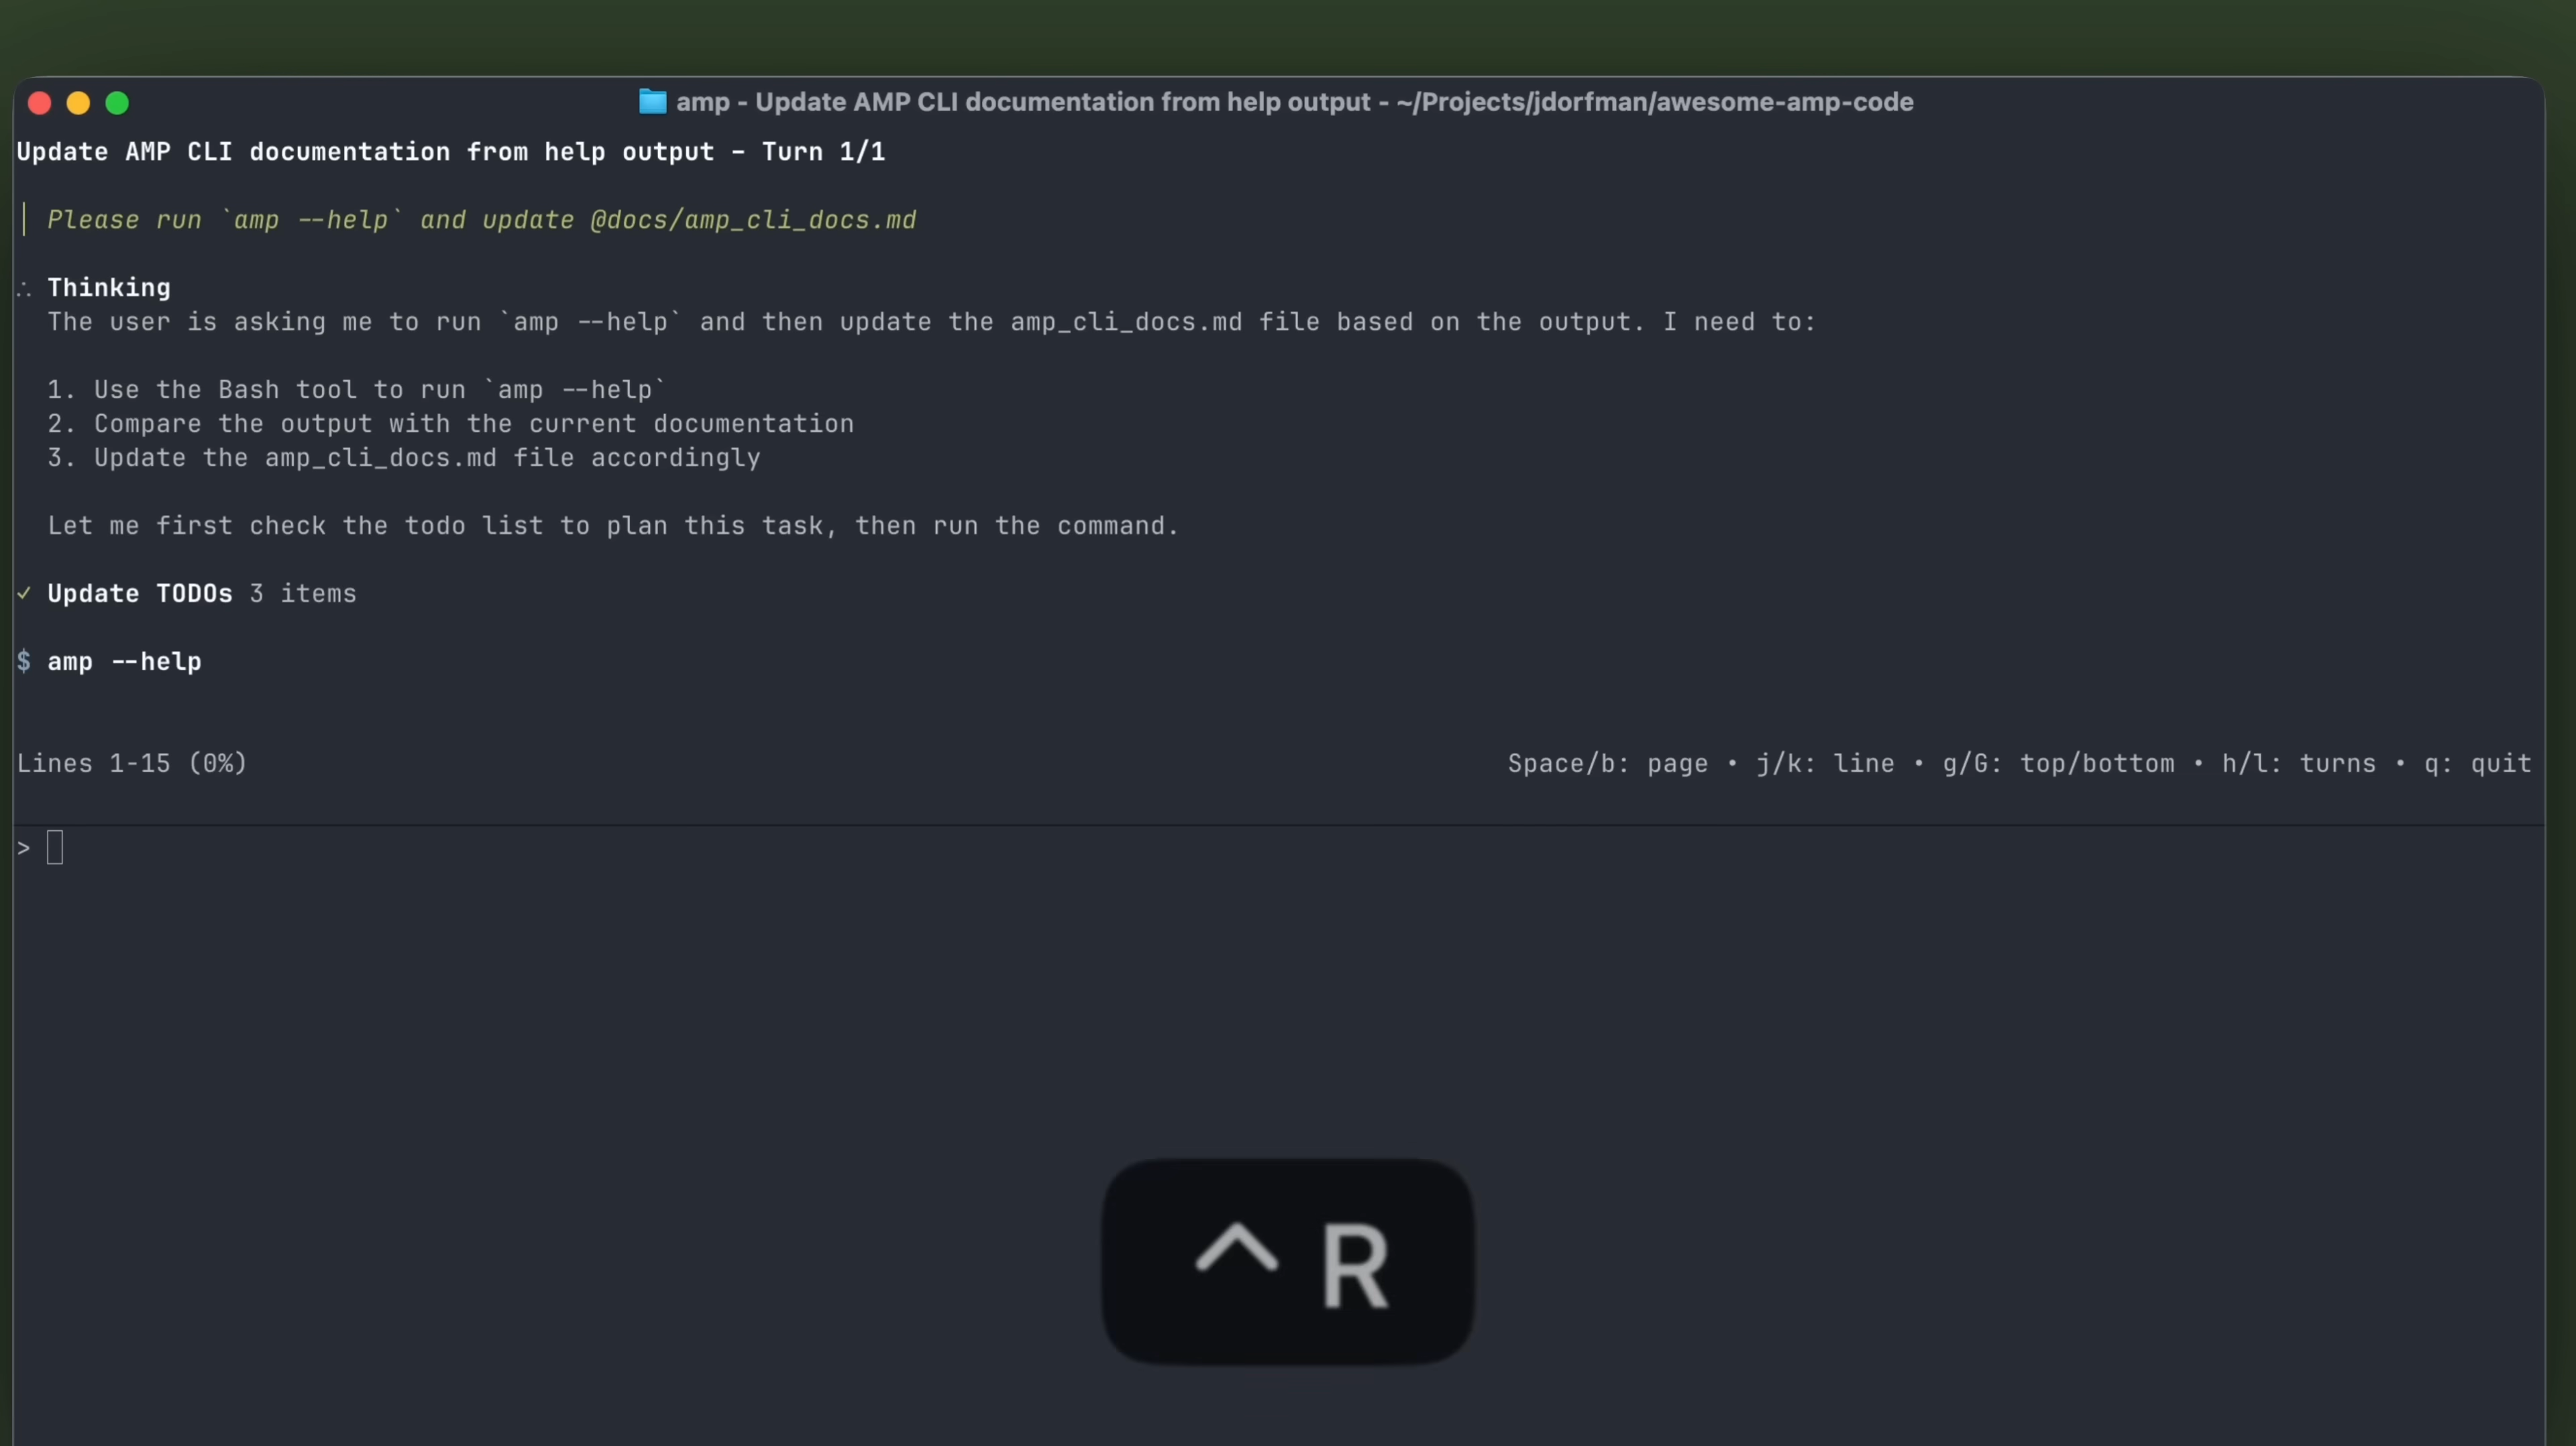 amp - Update AMP CLI documentation from help output - ~/Projects/jdorfman/awesome-amp-code
Update AMP CLI documentation from help output - Turn 1/1
Please run `amp --help` and update @docs/amp_cli_docs.md
∴ Thinking
The user is asking me to run `amp --help` and then update the amp_cli_docs.md file based on the output. I need to:
1. Use the Bash tool to run `amp --help`
2. Compare the output with the current documentation
3. Update the amp_cli_docs.md file accordingly
Let me first check the todo list to plan this task, then run the command.
✓ Update TODOs 3 items
$ amp --help
Lines 1-15 (0%) Space/b: page • j/k: line • g/G: top/bottom • h/l: turns • q: quit
>
^ R